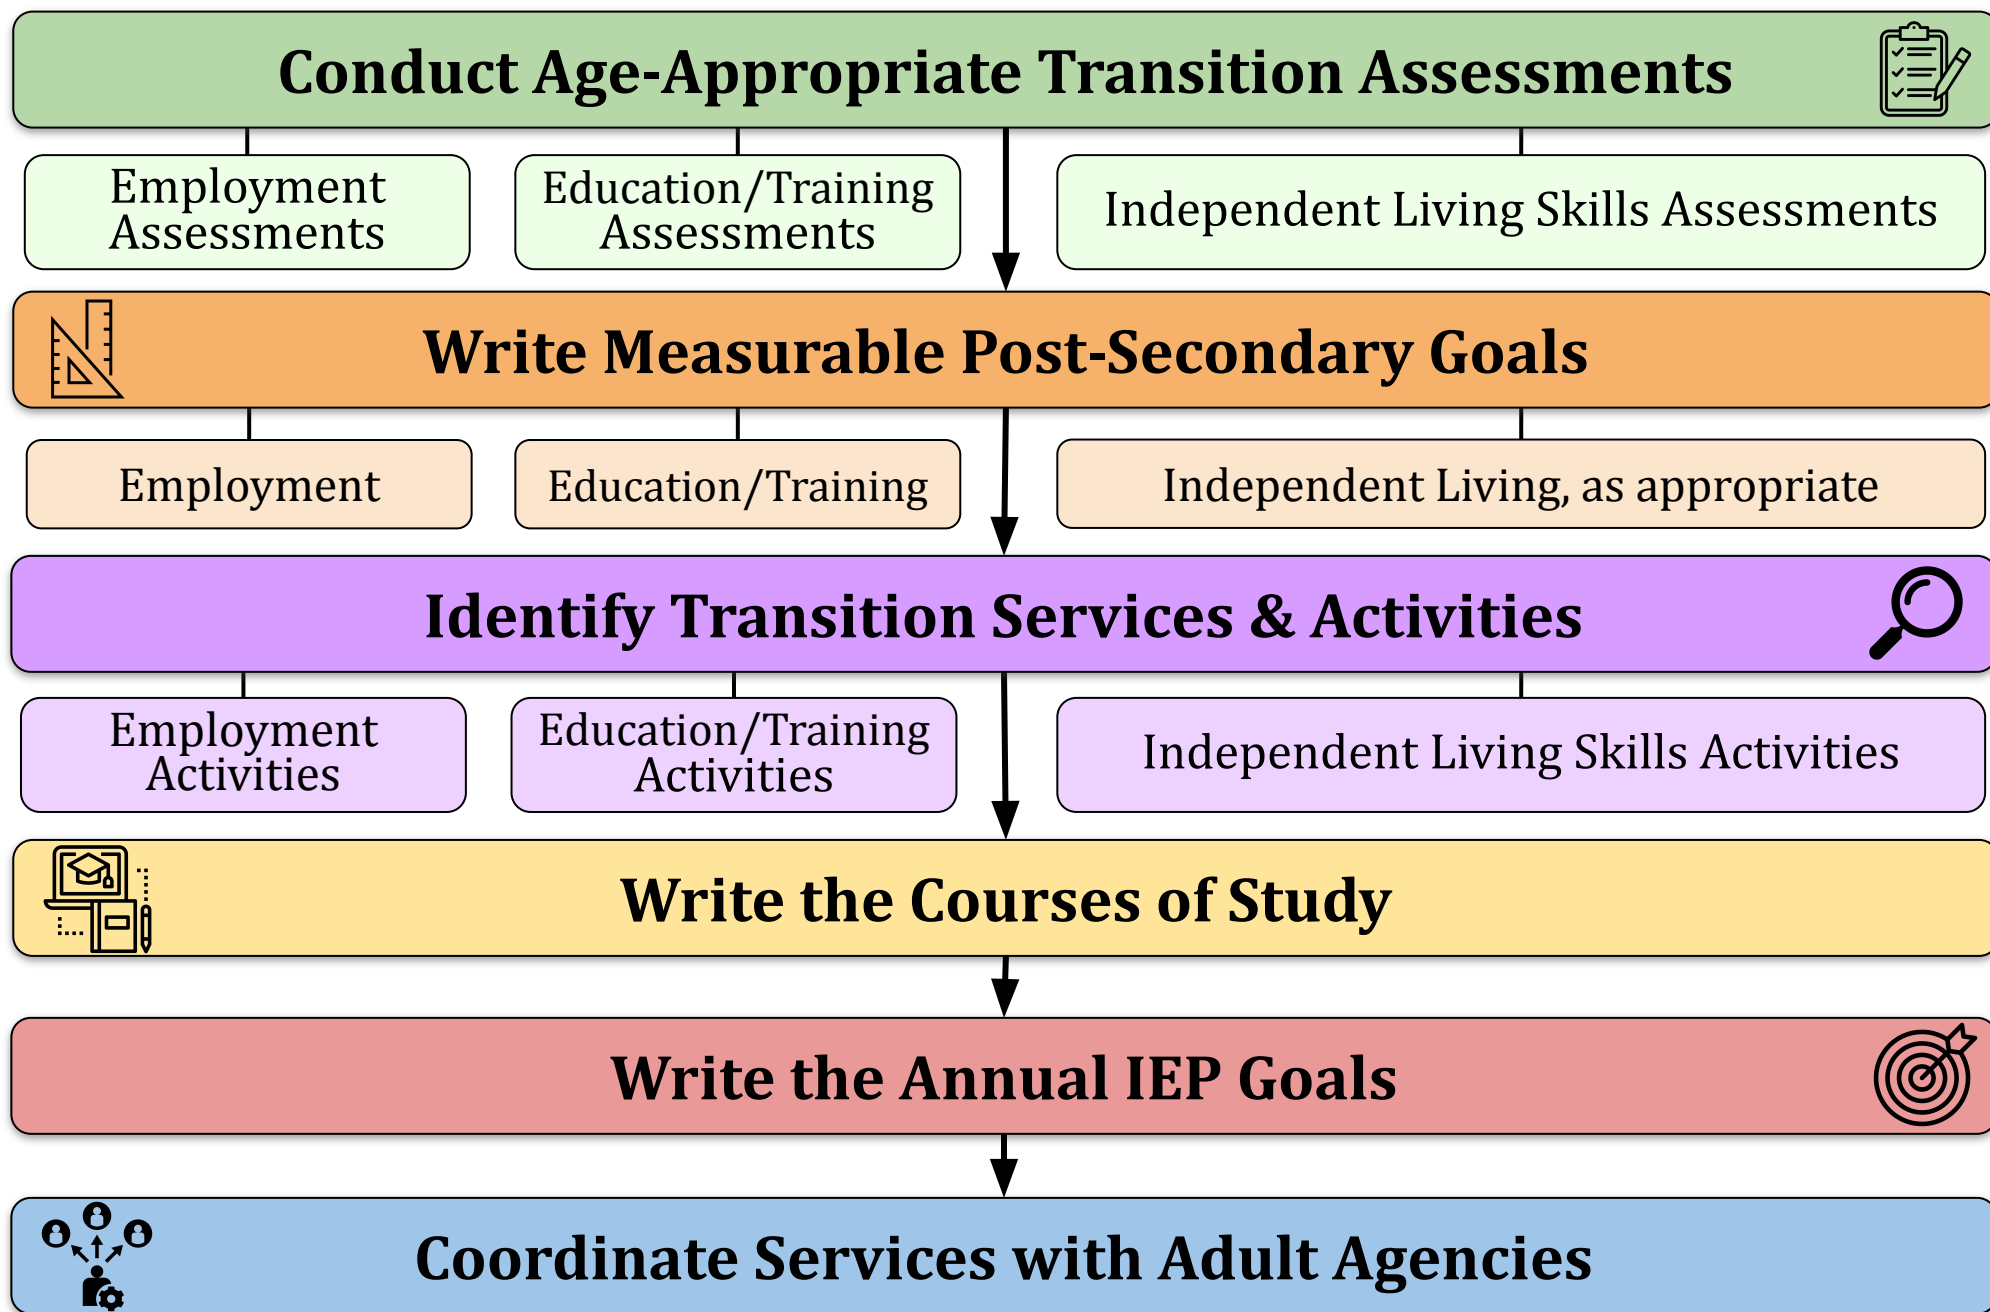 Conduct Age-Appropriate Transition Assessments
Employment
Assessments
Education/Training
Assessments
Independent Living Skills Assessments
Write Measurable Post-Secondary Goals
Employment
Education/Training
Independent Living, as appropriate
Identify Transition Services & Activities
Employment
Activities
Education/Training
Activities
Independent Living Skills Activities
Write the Courses of Study
Write the Annual IEP Goals
Coordinate Services with Adult Agencies